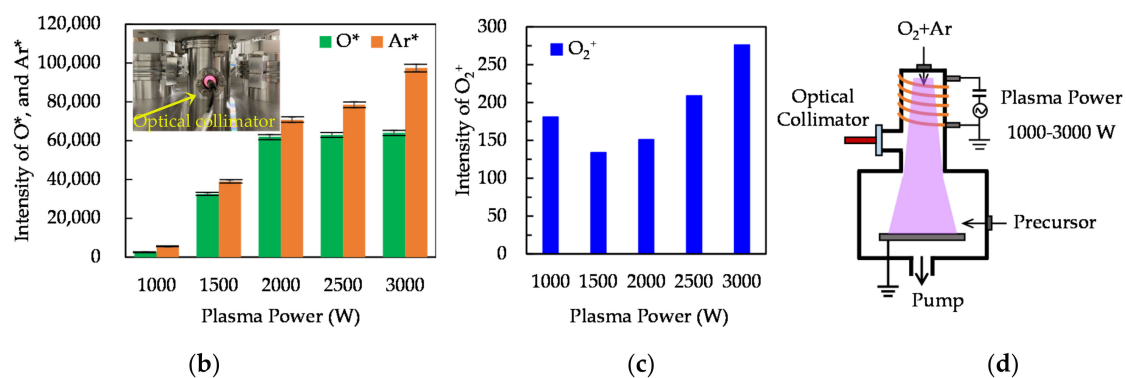 Intensity of O*, and Ar*
120,000
100,000
80,000
60,000
40,000
20,000
0
O* Ar*
Optical collimator
1000 1500 2000 2500 3000
Plasma Power (W)
(b)
Intensity of O₂⁺
300
250
200
150
100
50
0
O₂⁺
1000 1500 2000 2500 3000
Plasma Power (W)
(c)
O₂+Ar
Optical
Collimator
Plasma Power
1000-3000 W
Precursor
Pump
(d)